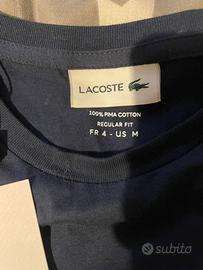 LACOSTE
100% PIMA COTTON
REGULAR FIT
FR 4 - US M
subito